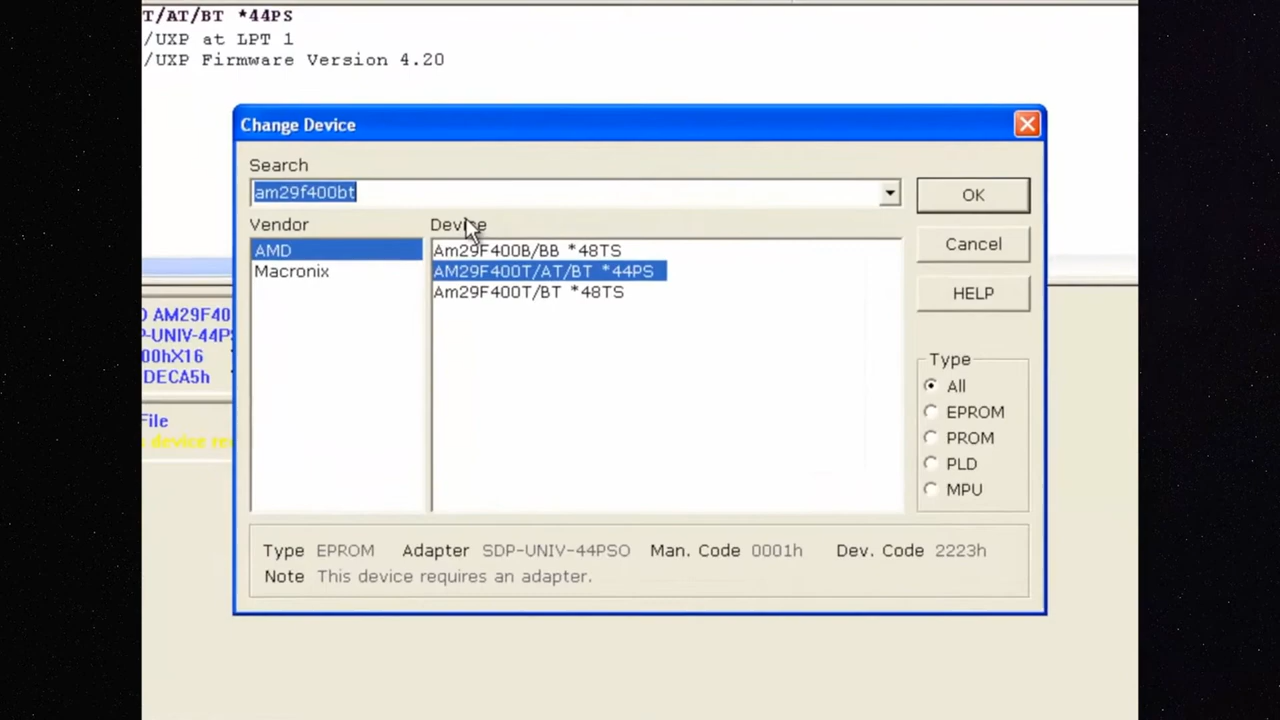 T/AT/BT *44PS
/UXP at LPT 1
/UXP Firmware Version 4.20
Change Device
Search
am29f400bt
OK
Vendor
Device
AMD
Macronix
Am29F400B/BB *48TS
AM29F400T/AT/BT *44PS
Am29F400T/BT *48TS
Cancel
HELP
Type
All
EPROM
PROM
PLD
MPU
D AM29F40
P-UNIV-44PS
00hX16
DECA5h
File
device re
Type EPROM Adapter SDP-UNIV-44PSO Man. Code 0001h Dev. Code 2223h
Note This device requires an adapter.